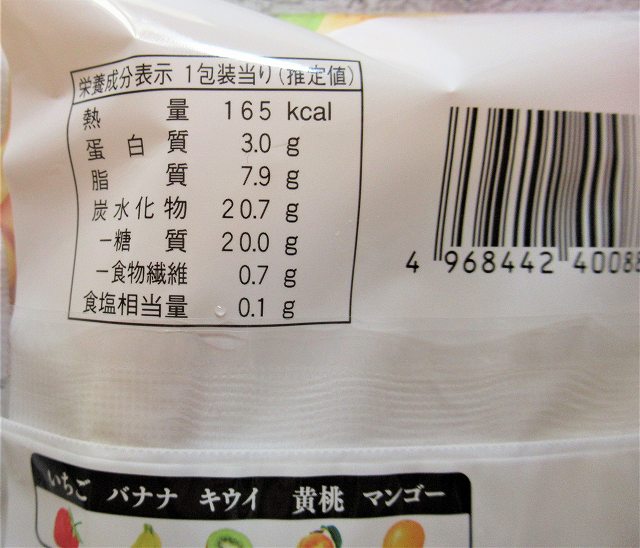 栄養成分表示 1包装当り(推定値)
熱量 165 kcal
蛋白質 3.0 g
脂質 7.9 g
炭水化物 20.7 g
−糖質 20.0 g
−食物繊維 0.7 g
食塩相当量 0.1 g
4 968442 40088
いちご バナナ キウイ 黄桃 マンゴー